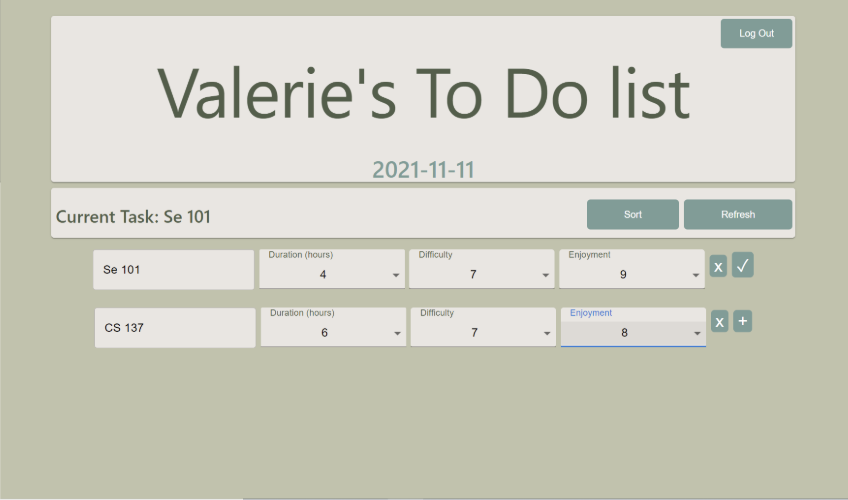 Log Out
Valerie's To Do list
2021-11-11
Current Task: Se 101
Sort
Refresh
Duration (hours) Difficulty Enjoyment
Se 101 4 7 9 x ✓
Duration (hours) Difficulty Enjoyment
CS 137 6 7 8 x +